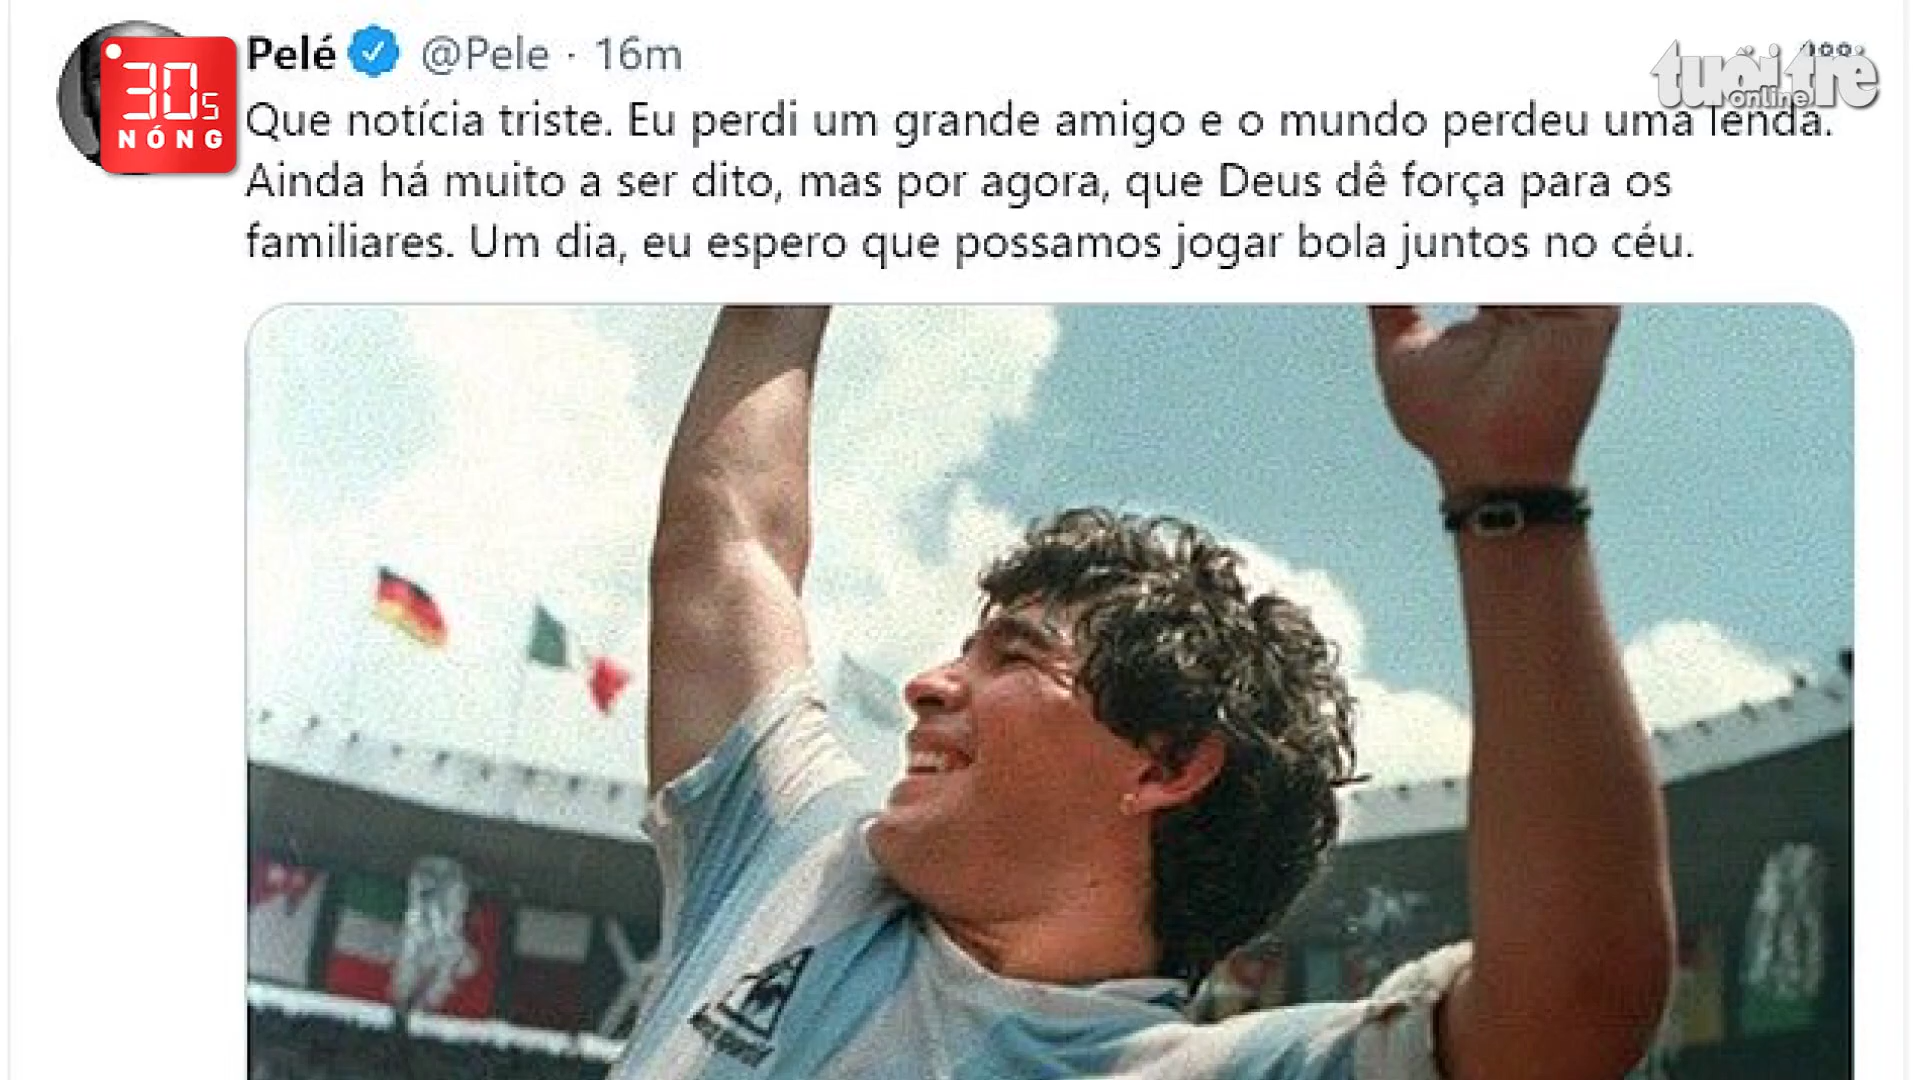 Pelé @Pele · 16m
30s
NÓNG
tuổi trẻ
online
Que notícia triste. Eu perdi um grande amigo e o mundo perdeu uma lenda.
Ainda há muito a ser dito, mas por agora, que Deus dê força para os
familiares. Um dia, eu espero que possamos jogar bola juntos no céu.